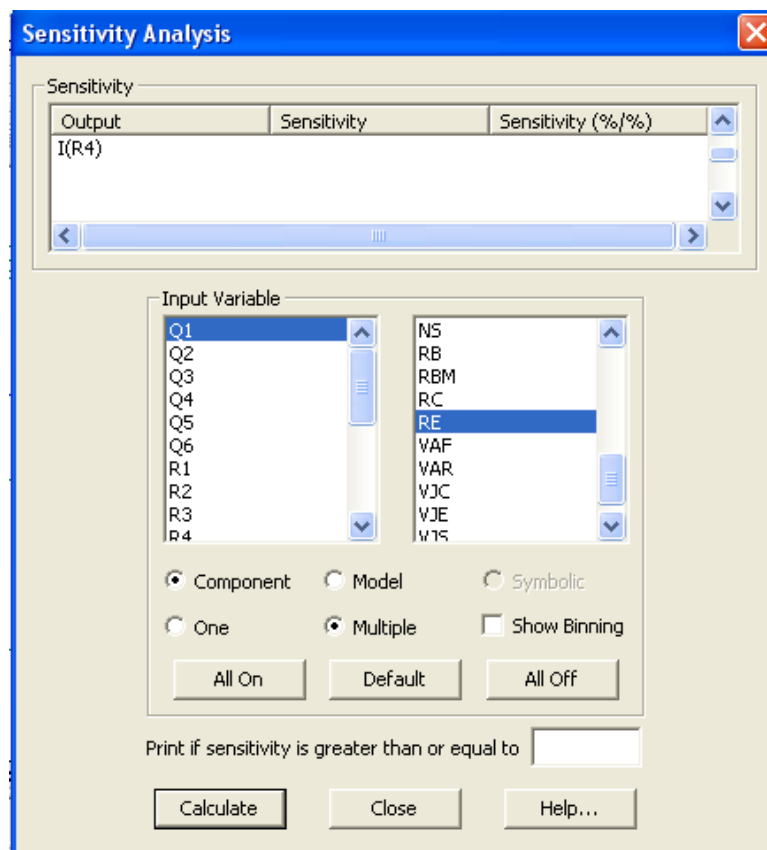 Sensitivity Analysis
Sensitivity
Output Sensitivity Sensitivity (%/%)
I(R4)
Input Variable
Q1
Q2
Q3
Q4
Q5
Q6
R1
R2
R3
R4
NS
RB
RBM
RC
RE
VAF
VAR
VJC
VJE
VJS
Component Model Symbolic
One Multiple Show Binning
All On Default All Off
Print if sensitivity is greater than or equal to
Calculate Close Help...